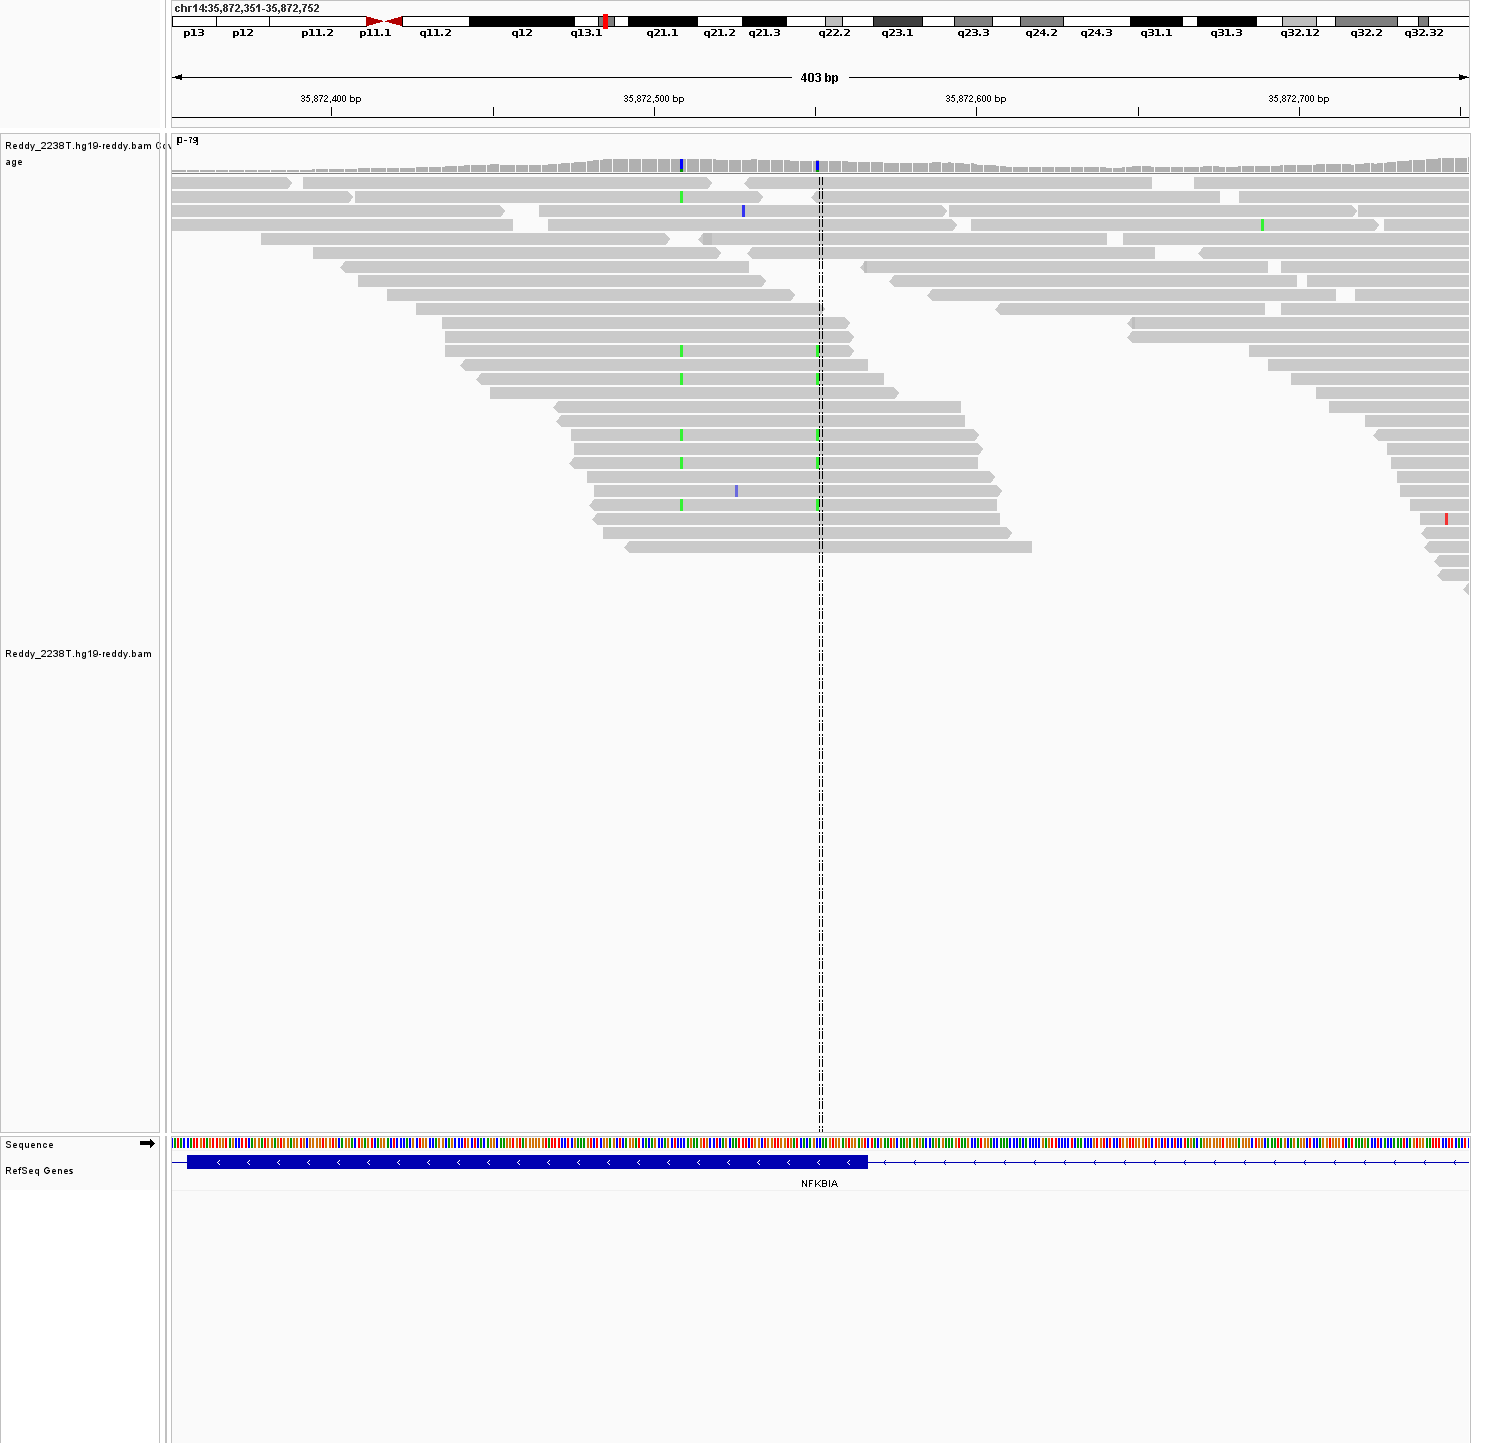 chr14:35,872,351-35,872,752
p13 p12 p11.2 p11.1 q11.2 q12 q13.1 q21.1 q21.2 q21.3 q22.2 q23.1 q23.3 q24.2 q24.3 q31.1 q31.3 q32.12 q32.2 q32.32
403 bp
35,872,400 bp 35,872,500 bp 35,872,600 bp 35,872,700 bp
[0-79]
Reddy_2238T.hg19-reddy.bam Cov
age
Reddy_2238T.hg19-reddy.bam
Sequence
RefSeq Genes
NFKBIA